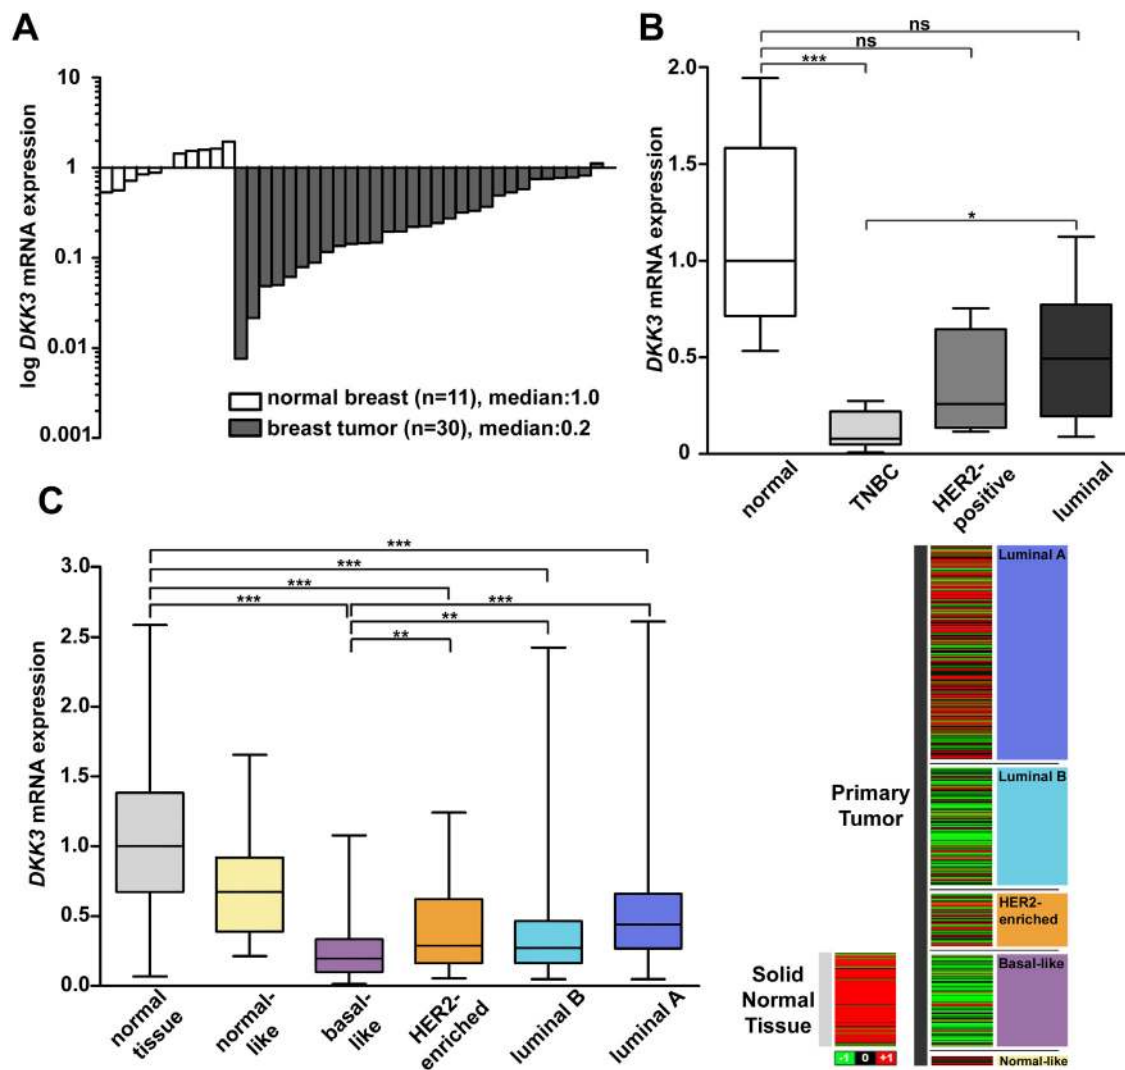 A
log DKK3 mRNA expression
10
1
0.1
0.01
0.001
normal breast (n=11), median:1.0
breast tumor (n=30), median:0.2
B
DKK3 mRNA expression
2.0
1.5
1.0
0.5
0
ns
ns
***
*
normal
TNBC
HER2-
positive
luminal
C
DKK3 mRNA expression
3.0
2.5
2.0
1.5
1.0
0.5
0.0
***
***
***
***
***
**
**
normal
tissue
normal-
like
basal-
like
HER2-
enriched
luminal B
luminal A
Primary
Tumor
Luminal A
Luminal B
HER2-
enriched
Basal-like
Normal-like
Solid
Normal
Tissue
-1 0 +1